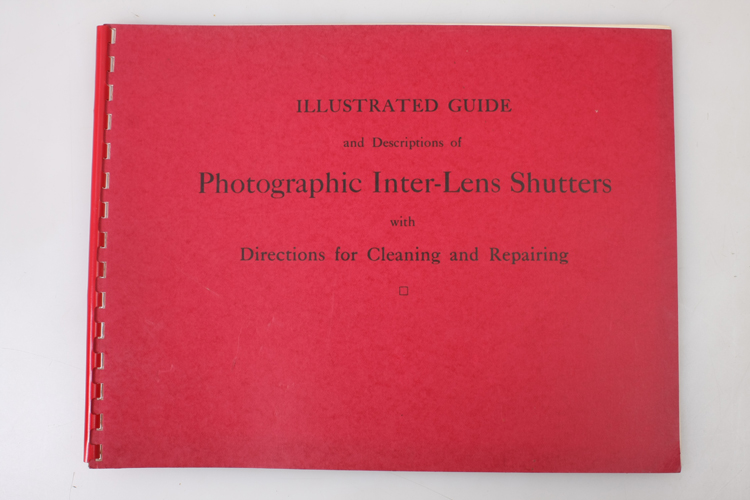 ILLUSTRATED GUIDE
and Descriptions of
Photographic Inter-Lens Shutters
with
Directions for Cleaning and Repairing